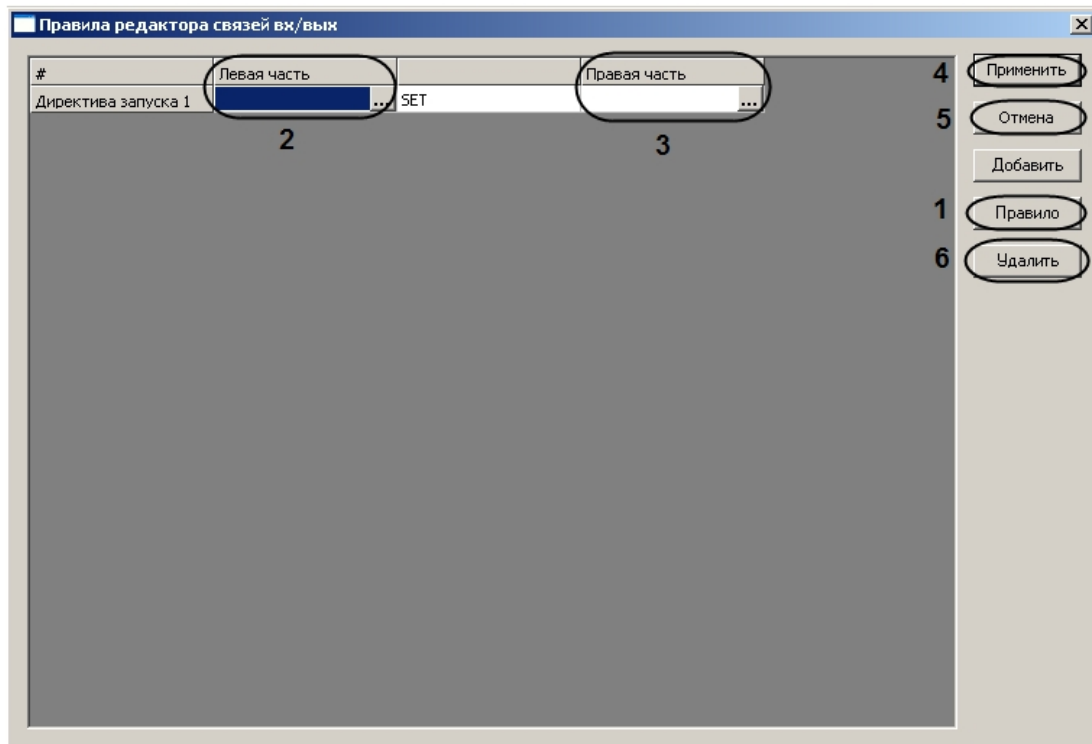 Правила редактора связей вх/вых
# Левая часть Правая часть
Директива запуска 1 ... SET ...
2 3
4 Применить
5 Отмена
Добавить
1 Правило
6 Удалить